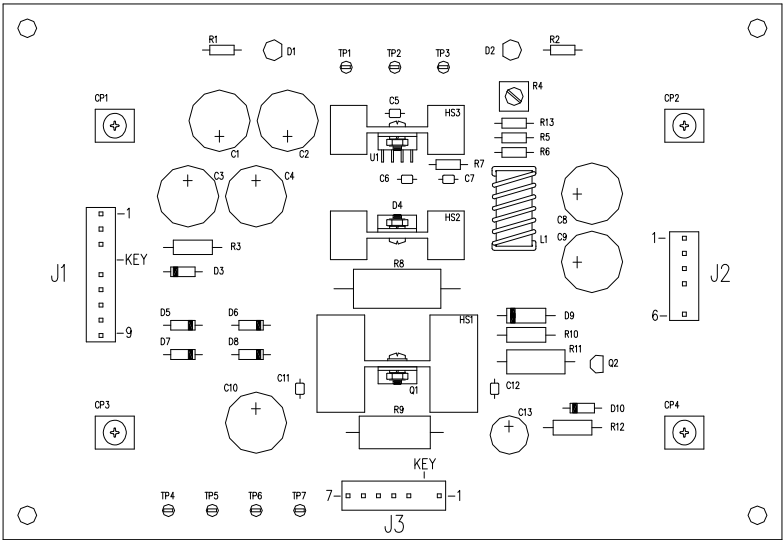 R1
D1
D2
R2
TP1
TP2
TP3
CP1
CP2
R4
C5
HS3
R13
R5
R6
C1
C2
U1
R7
C3
C4
C6
C7
D4
HS2
C8
C9
L1
1
KEY
J1
9
R3
D3
R8
1
J2
6
D5
D6
D7
D8
HS1
D9
R10
R11
Q2
C11
Q1
C12
C10
CP3
CP4
R9
C13
D10
R12
KEY
TP4
TP5
TP6
TP7
7
1
J3